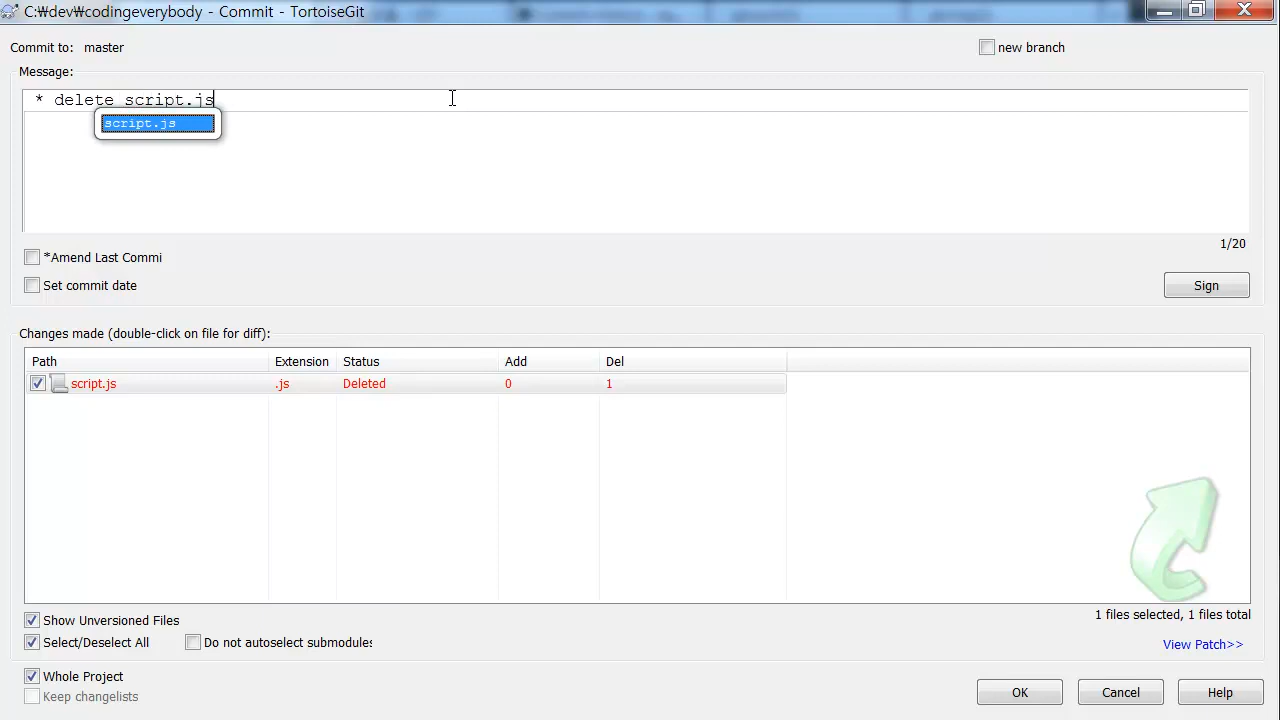 C:\dev\codingeverybody - Commit - TortoiseGit
Commit to: master
new branch
Message:
* delete script.js
script.js
1/20
*Amend Last Commi
Set commit date
Sign
Changes made (double-click on file for diff):
Path Extension Status Add Del
script.js .js Deleted 0 1
Show Unversioned Files
1 files selected, 1 files total
Select/Deselect All Do not autoselect submodules
View Patch>>
Whole Project
Keep changelists
OK Cancel Help